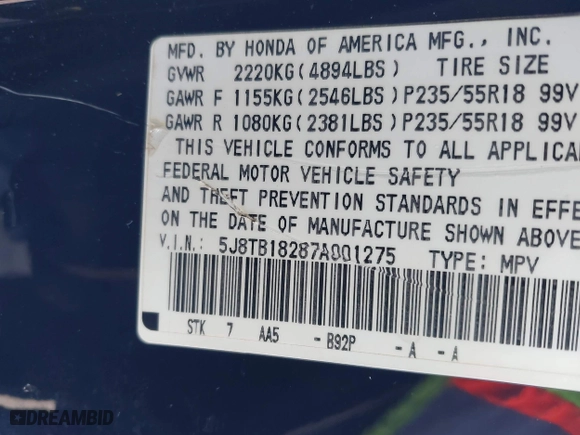 MFD. BY HONDA OF AMERICA MFG., INC.
GVWR 2220KG(4894LBS) TIRE SIZE
GAWR F 1155KG(2546LBS)P235/55R18 99V
GAWR R 1080KG(2381LBS)P235/55R18 99V
THIS VEHICLE CONFORMS TO ALL APPLICA
FEDERAL MOTOR VEHICLE SAFETY
AND THEFT PREVENTION STANDARDS IN EFFE
ON THE DATE OF MANUFACTURE SHOWN ABOVE
V.I.N.: 5J8TB18287A001275 TYPE: MPV
STK 7 AA5 - B92P - A - A
DREAMBID